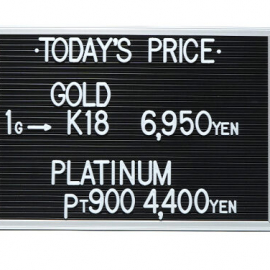 ·TODAY'S PRICE·
GOLD
1G→ K18 6,950YEN
PLATINUM
PT900 4,400YEN